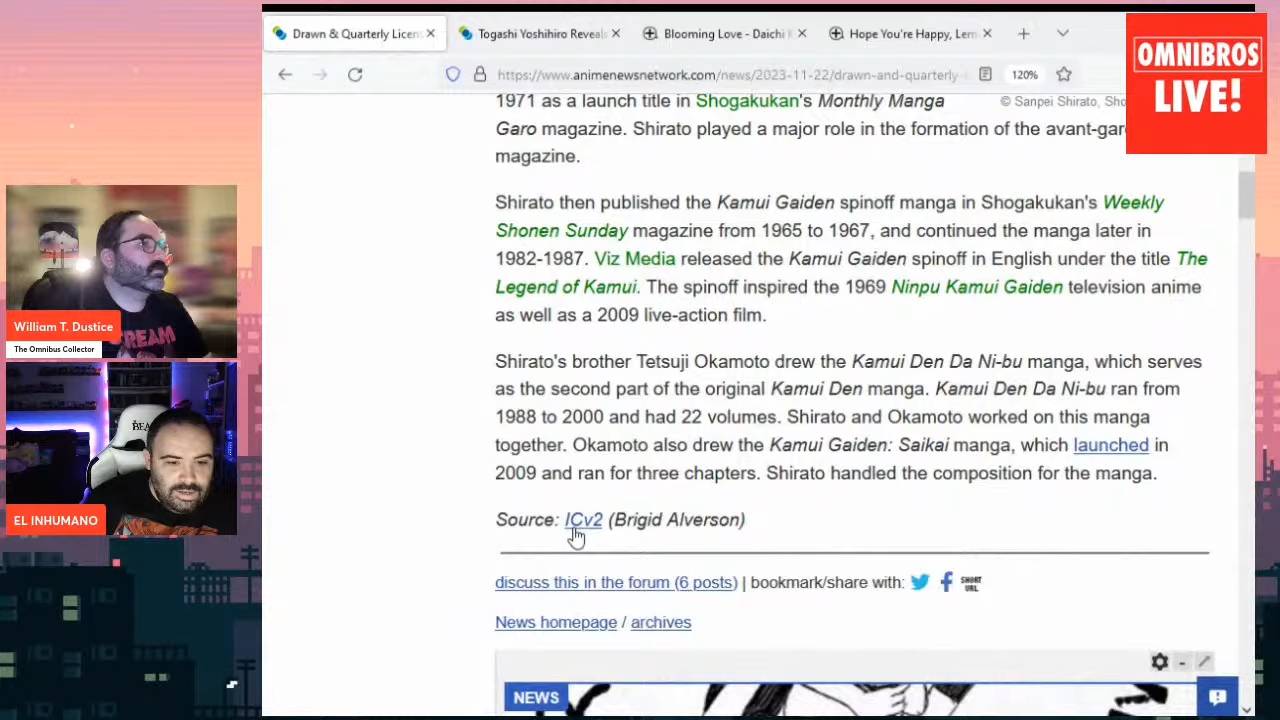 Drawn & Quarterly Licen
Togashi Yoshihiro Reveals
Blooming Love - Daichi
Hope You're Happy, Lem
https://www.animenewsnetwork.com/news/2023-11-22/drawn-and-quarterly-
120%
OMNIBROS
LIVE!
1971 as a launch title in Shogakukan's Monthly Manga
© Sanpei Shirato, Sho
Garo magazine. Shirato played a major role in the formation of the avant-gar
magazine.
Shirato then published the Kamui Gaiden spinoff manga in Shogakukan's Weekly
Shonen Sunday magazine from 1965 to 1967, and continued the manga later in
1982-1987. Viz Media released the Kamui Gaiden spinoff in English under the title The
Legend of Kamui. The spinoff inspired the 1969 Ninpu Kamui Gaiden television anime
as well as a 2009 live-action film.
Shirato's brother Tetsuji Okamoto drew the Kamui Den Da Ni-bu manga, which serves
as the second part of the original Kamui Den manga. Kamui Den Da Ni-bu ran from
1988 to 2000 and had 22 volumes. Shirato and Okamoto worked on this manga
together. Okamoto also drew the Kamui Gaiden: Saikai manga, which launched in
2009 and ran for three chapters. Shirato handled the composition for the manga.
Source: ICv2 (Brigid Alverson)
discuss this in the forum (6 posts) | bookmark/share with:
SHORT
URL
News homepage / archives
NEWS
William T. Dustice
The Omnibus Collector
EL INHUMANO